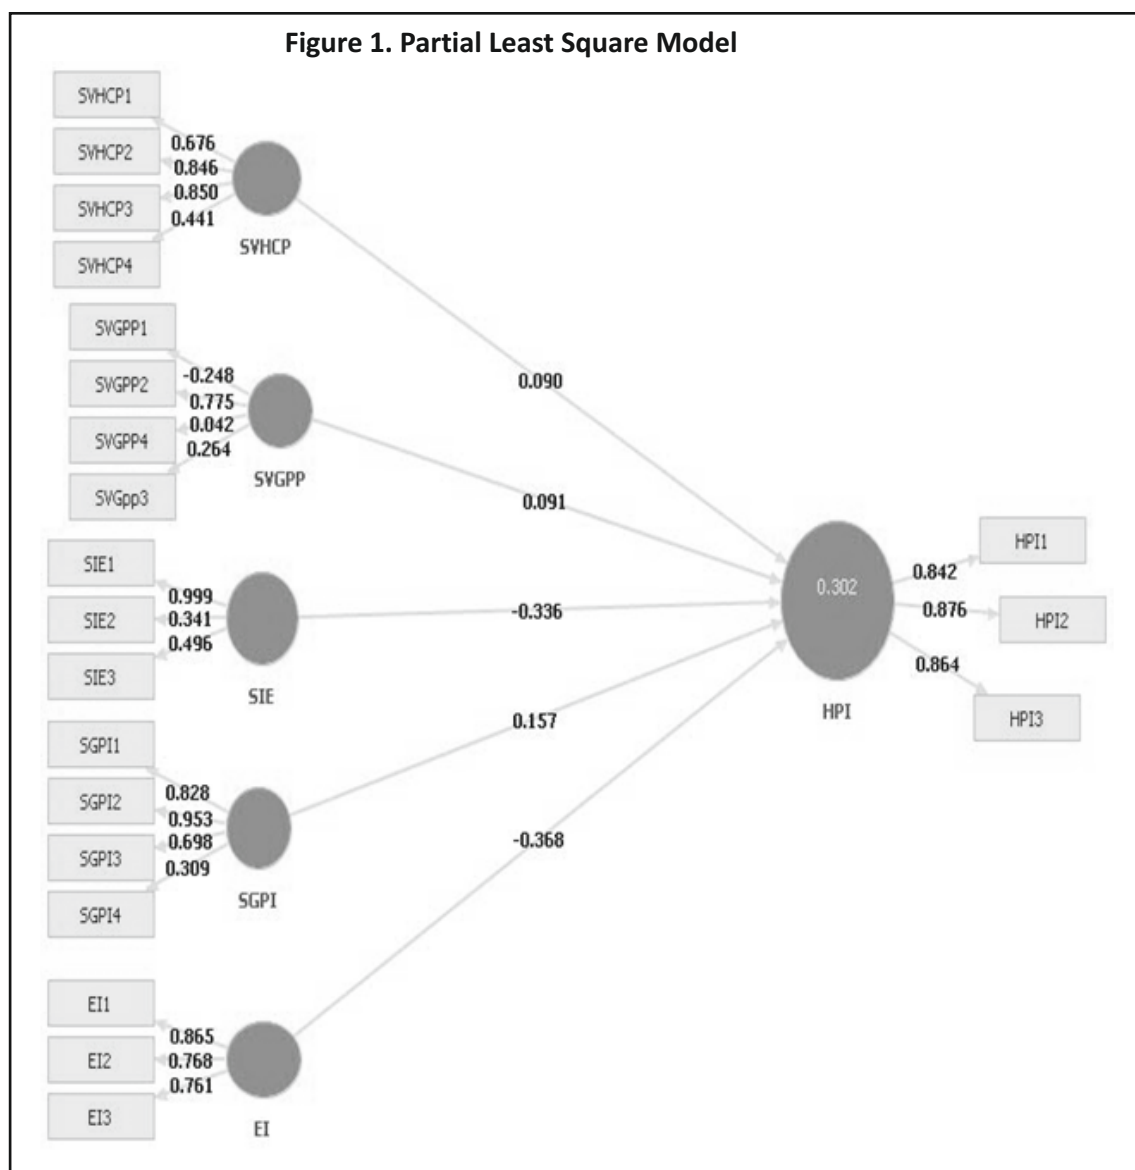 Figure 1. Partial Least Square Model
SVHCP1
SVHCP2
SVHCP3
SVHCP4
0.676
0.846
0.850
0.441
SVHCP
SVGPP1
SVGPP2
SVGPP4
SVGpp3
-0.248
0.775
0.042
0.264
SVGPP
SIE1
SIE2
SIE3
0.999
0.341
0.496
SIE
SGPI1
SGPI2
SGPI3
SGPI4
0.828
0.953
0.698
0.309
SGPI
EI1
EI2
EI3
0.865
0.768
0.761
EI
0.090
0.091
-0.336
0.157
-0.368
0.302
HPI
0.842
0.876
0.864
HPI1
HPI2
HPI3